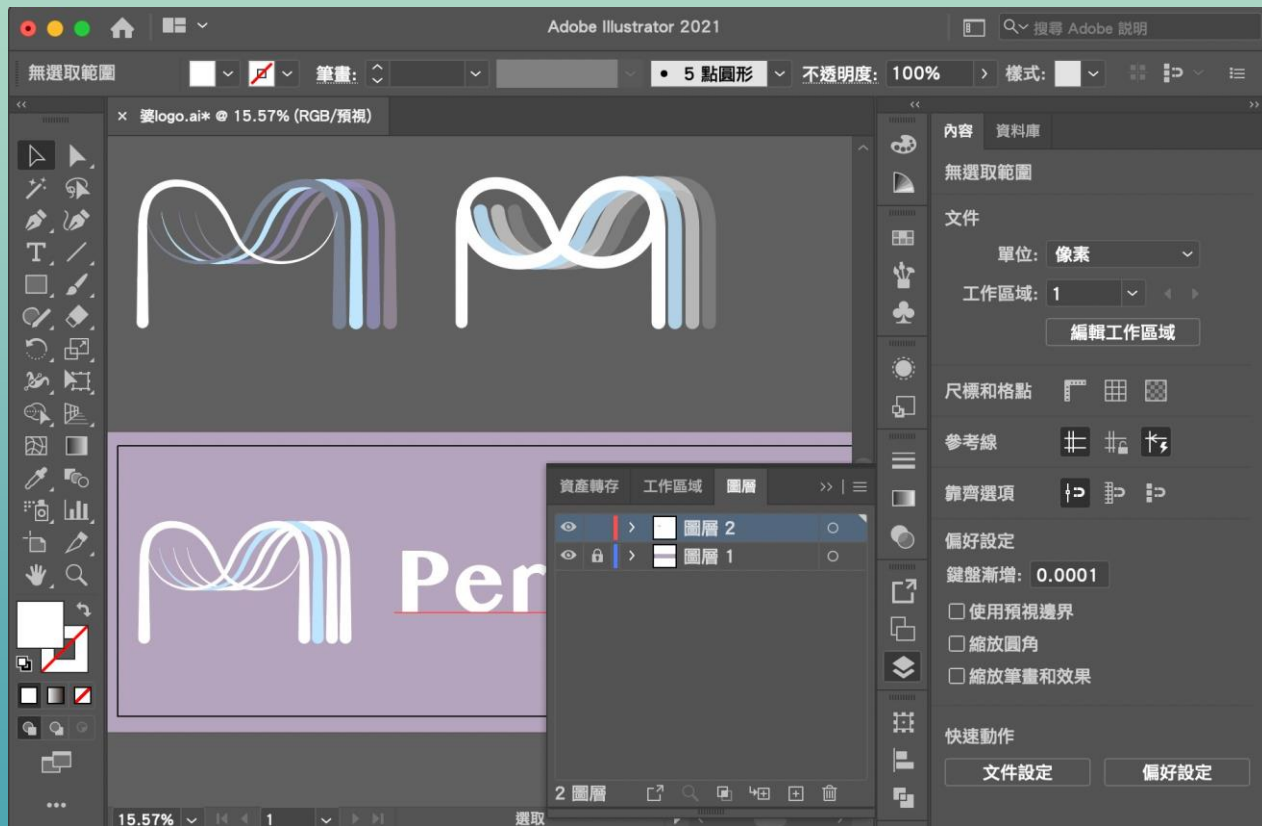 Adobe Illustrator 2021
搜尋 Adobe 說明
無選取範圍
筆畫:
5 點圓形
不透明度: 100%
樣式:
× 婆logo.ai* @ 15.57% (RGB/預視)
Per
資產轉存 工作區域 圖層
圖層 2
圖層 1
2 圖層
15.57% 1 選取
內容 資料庫
無選取範圍
文件
單位: 像素
工作區域: 1
編輯工作區域
尺標和格點
參考線
靠齊選項
偏好設定
鍵盤漸增: 0.0001
使用預視邊界
縮放圓角
縮放筆畫和效果
快速動作
文件設定 偏好設定